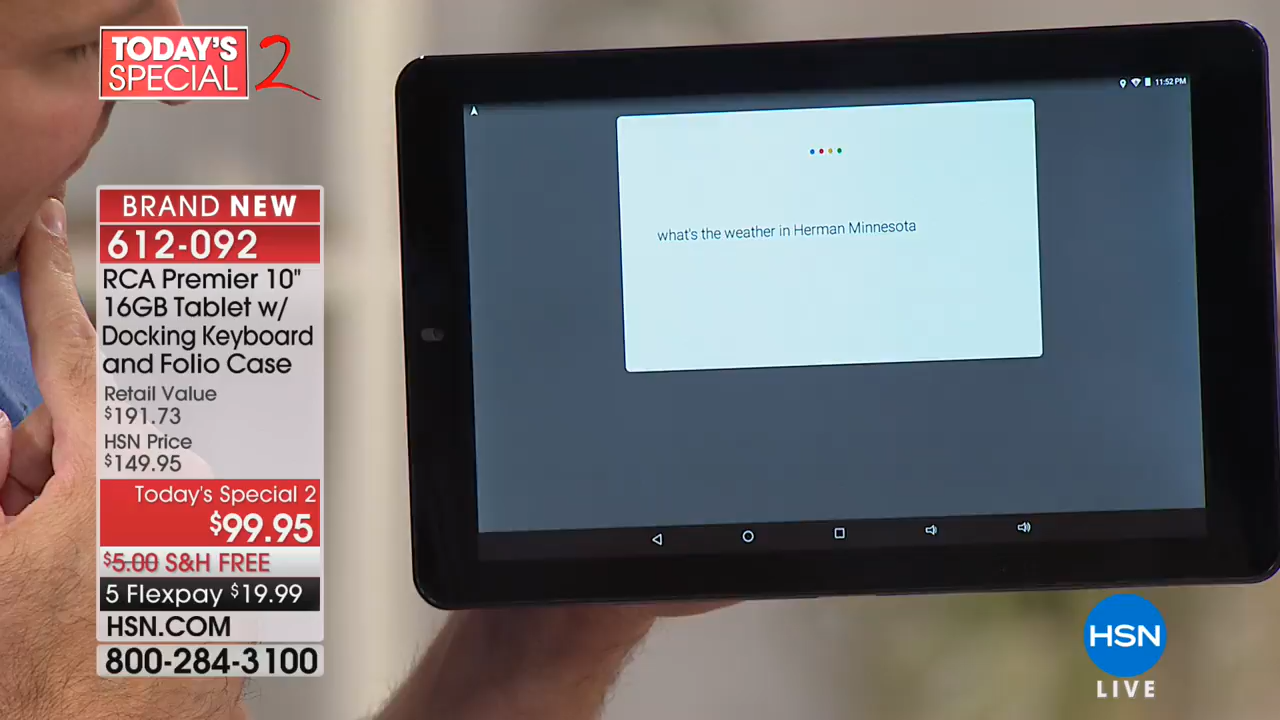 TODAY'S
SPECIAL 2
BRAND NEW
612-092
RCA Premier 10"
16GB Tablet w/
Docking Keyboard
and Folio Case
Retail Value
$191.73
HSN Price
$149.95
Today's Special 2
$99.95
$5.00 S&H FREE
5 Flexpay $19.99
HSN.COM
800-284-3100
11:52 PM
what's the weather in Herman Minnesota
HSN
LIVE